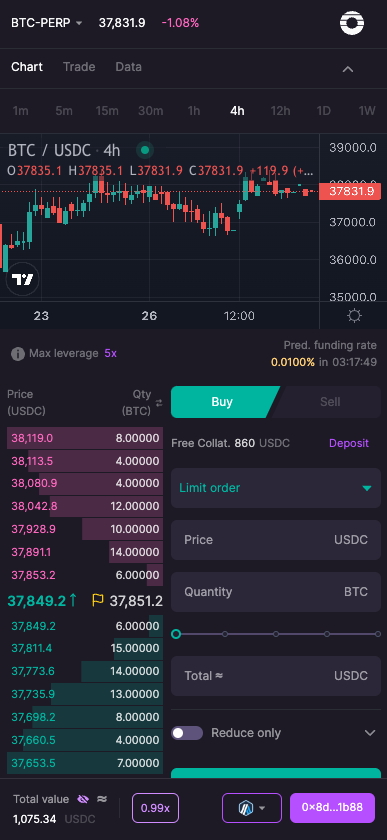 BTC-PERP 37,831.9 -1.08%
Chart Trade Data
1m 5m 15m 30m 1h 4h 12h 1D 1W
BTC / USDC · 4h
O37835.1 H37835.1 L37831.9 C37831.9 +119.9 (+...
39000.0
37831.9
37000.0
36000.0
35000.0
23 26 12:00
Max leverage 5x
Pred. funding rate
0.0100% in 03:17:49
Price (USDC) Qty (BTC)
38,119.0 8.00000
38,113.5 4.00000
38,080.9 4.00000
38,042.8 12.00000
37,928.9 10.00000
37,891.1 14.00000
37,853.2 6.00000
37,849.2↑ 37,851.2
37,849.2 6.00000
37,811.4 15.00000
37,773.6 14.00000
37,735.9 13.00000
37,698.2 8.00000
37,660.5 4.00000
37,653.5 7.00000
Buy Sell
Free Collat. 860 USDC Deposit
Limit order
Price USDC
Quantity BTC
Total ≈ USDC
Reduce only
Total value ≈
1,075.34 USDC
0.99x
0x8d...1b88